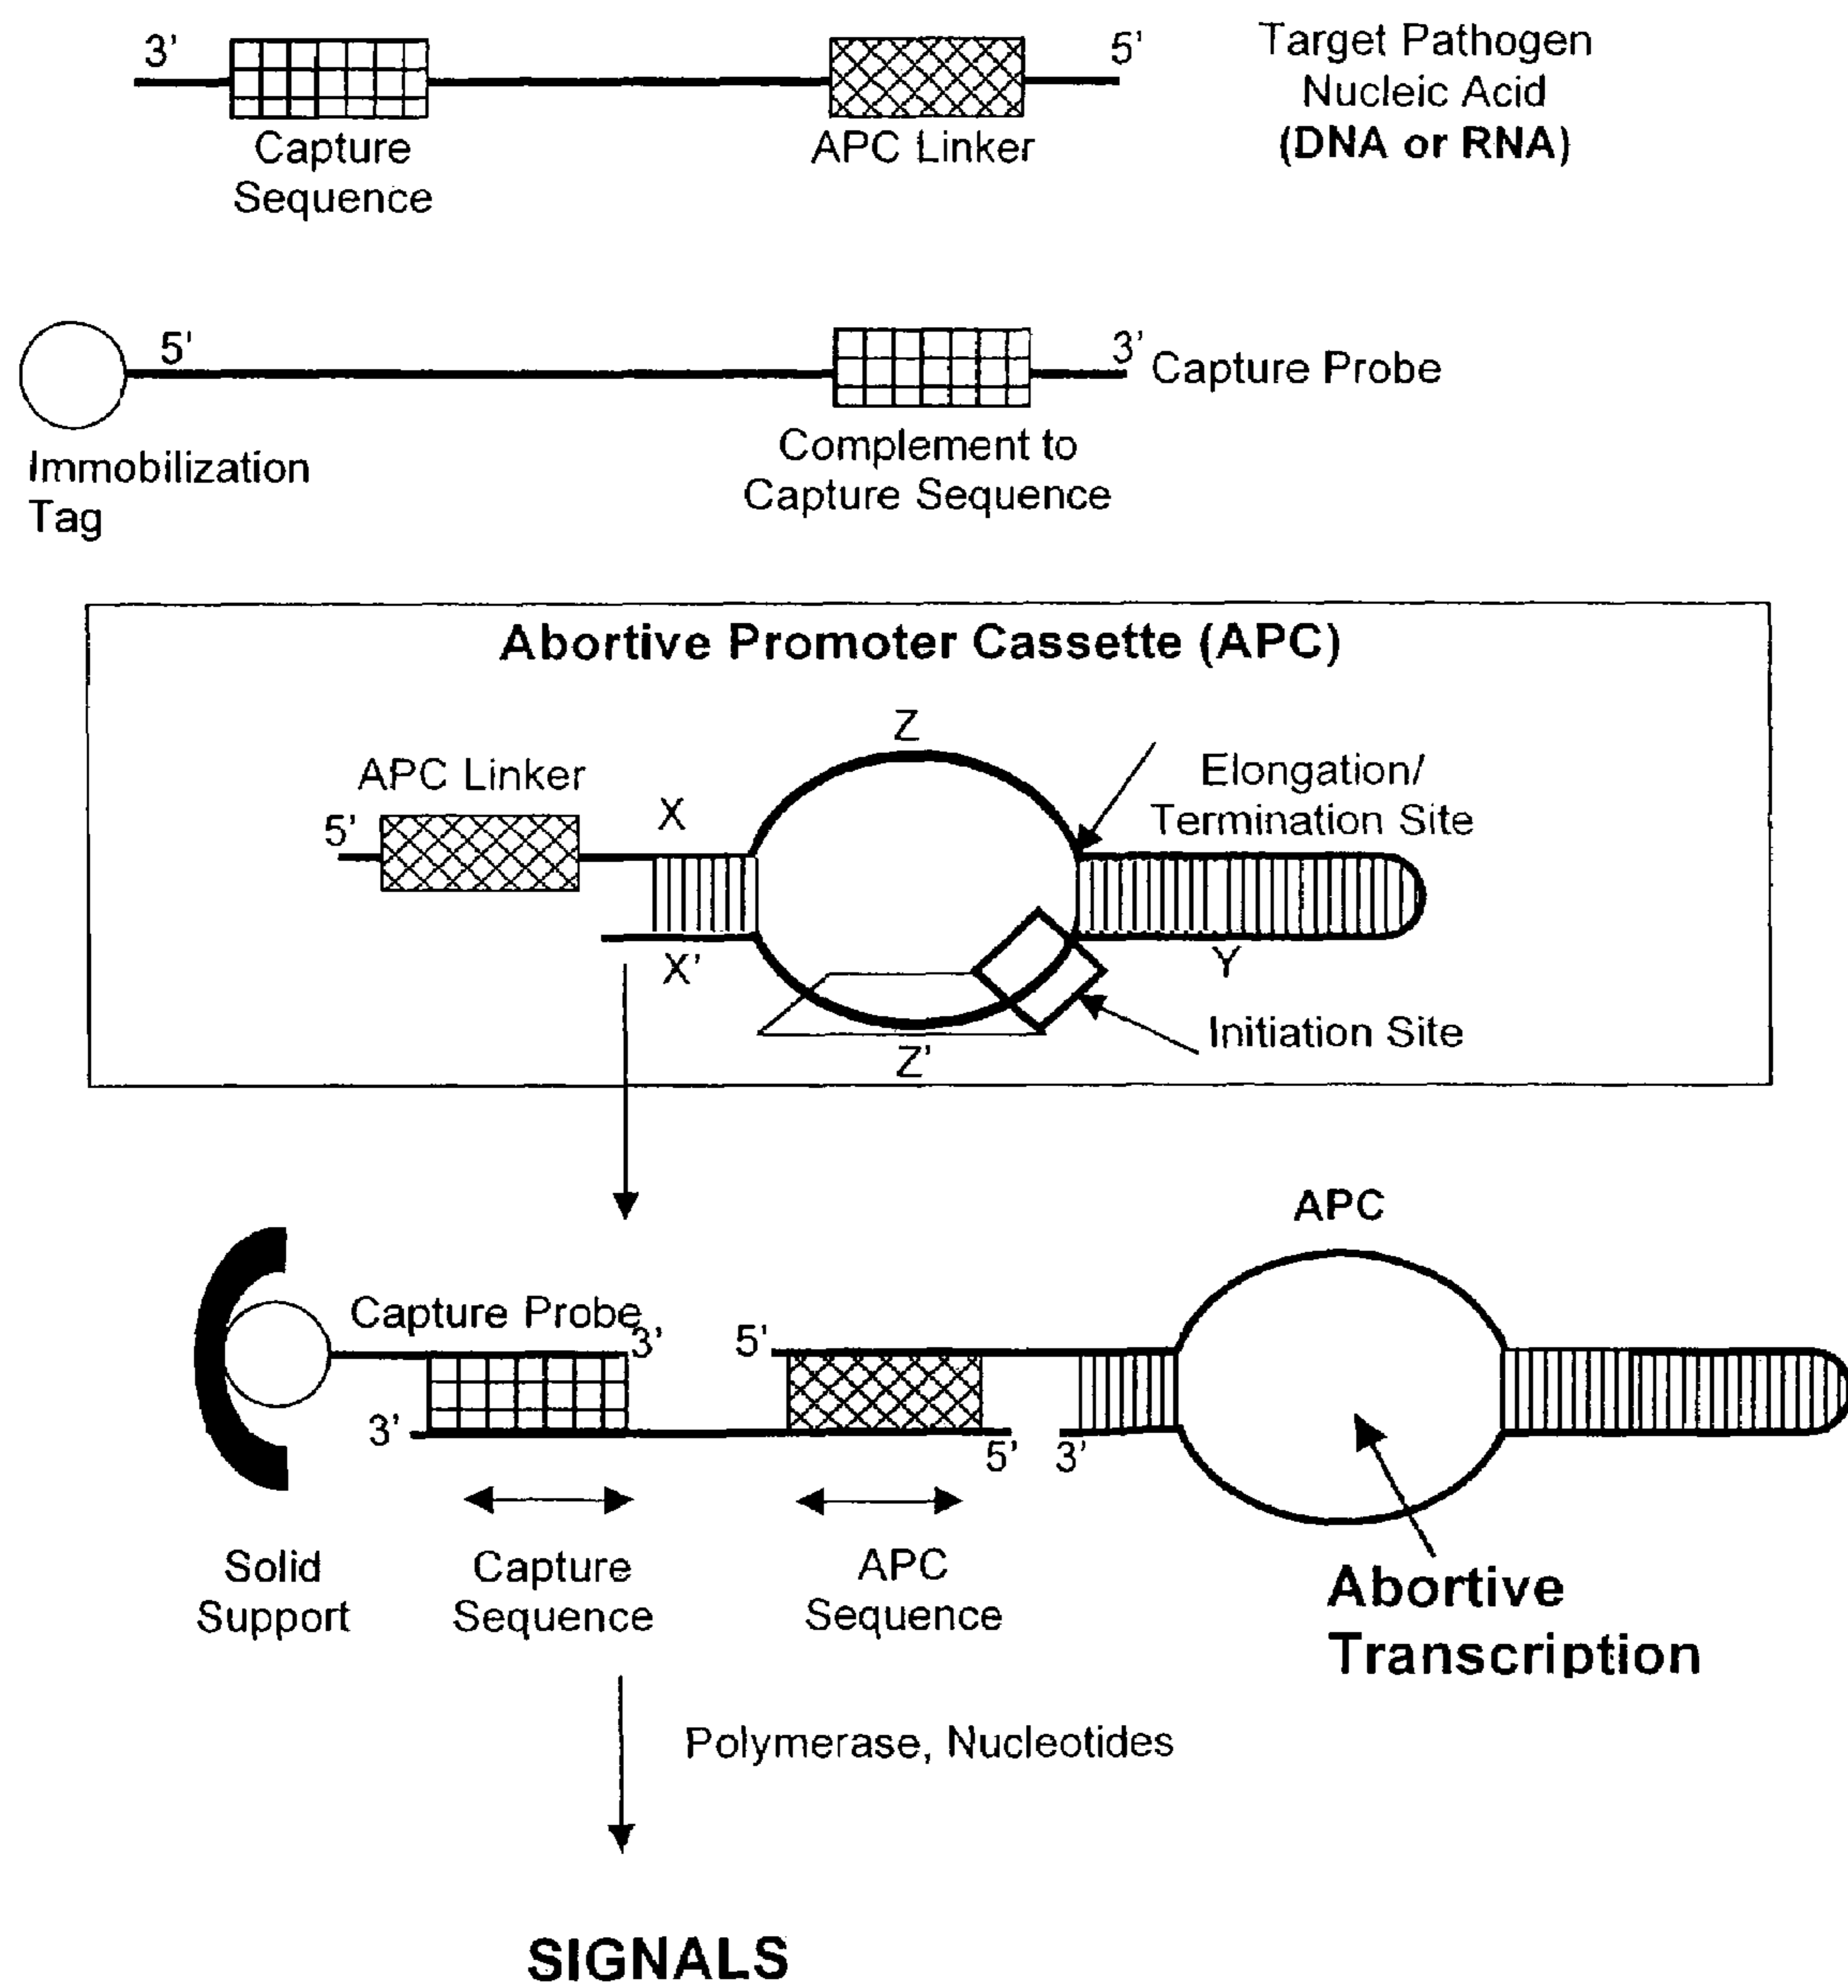 3'
5'
Target Pathogen
Nucleic Acid
(DNA or RNA)
Capture
Sequence
APC Linker
5'
3'
Capture Probe
Immobilization
Tag
Complement to
Capture Sequence
Abortive Promoter Cassette (APC)
Z
APC Linker
5'
X
Elongation/
Termination Site
X'
Y
Initiation Site
Z'
APC
Capture Probe
3'
5'
3'
5'
3'
Solid
Support
Capture
Sequence
APC
Sequence
Abortive
Transcription
Polymerase, Nucleotides
SIGNALS